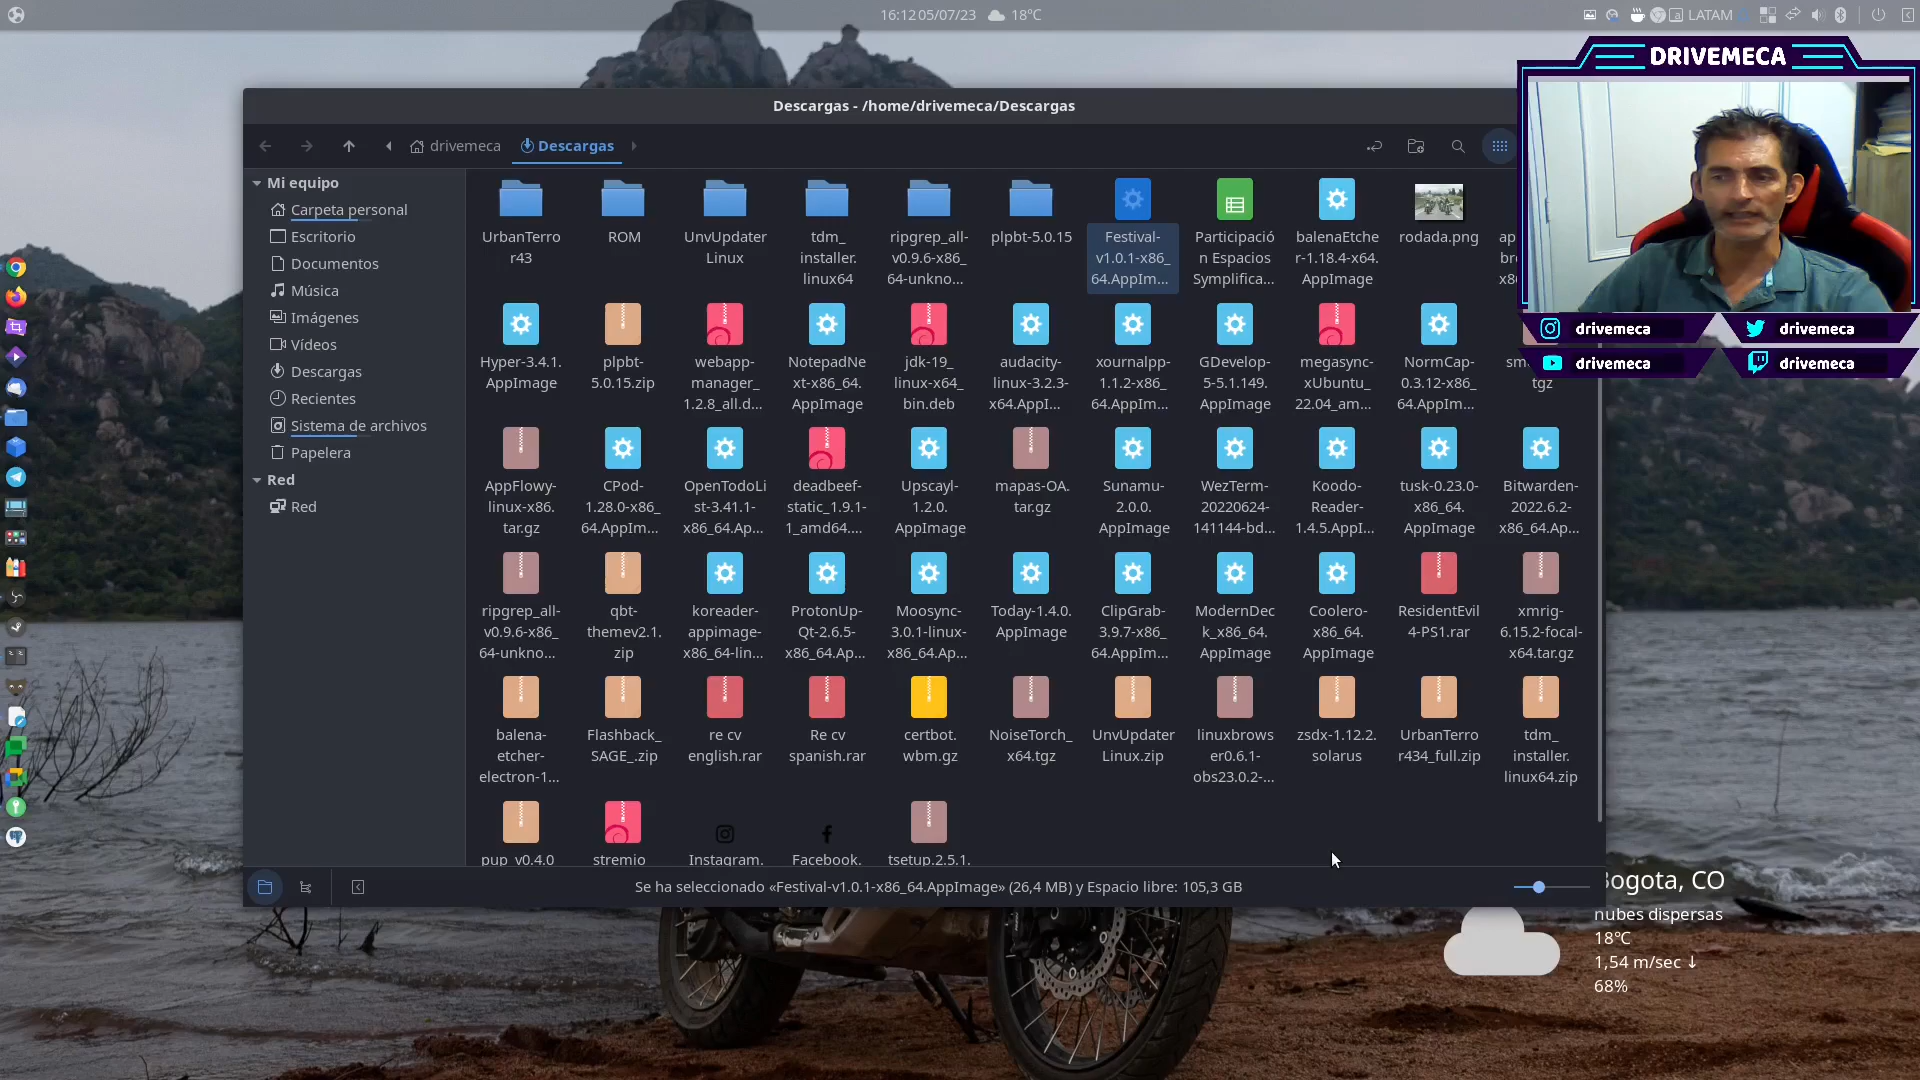 16:12 05/07/23 18°C
LATAM
DRIVEMECA
Descargas - /home/drivemeca/Descargas
drivemeca
Descargas
Mi equipo
Carpeta personal
Escritorio
Documentos
Música
Imágenes
Vídeos
Descargas
Recientes
Sistema de archivos
Papelera
Red
Red
UrbanTerro
r43
ROM
UnvUpdater
Linux
tdm_
installer.
linux64
ripgrep_all-
v0.9.6-x86_
64-unkno...
plpbt-5.0.15
Festival-
v1.0.1-x86_
64.AppIm...
Participació
n Espacios
Symplifica...
balenaEtche
r-1.18.4-x64.
AppImage
rodada.png
drivemeca
drivemeca
drivemeca
drivemeca
Hyper-3.4.1.
AppImage
plpbt-
5.0.15.zip
webapp-
manager_
1.2.8_all.d...
NotepadNe
xt-x86_64.
AppImage
jdk-19_
linux-x64_
bin.deb
audacity-
linux-3.2.3-
x64.AppI...
xournalpp-
1.1.2-x86_
64.AppIm...
GDevelop-
5-5.1.149.
AppImage
megasync-
xUbuntu_
22.04_am...
NormCap-
0.3.12-x86_
64.AppIm...
tgz
AppFlowy-
linux-x86.
tar.gz
CPod-
1.28.0-x86_
64.AppIm...
OpenTodoLi
st-3.41.1-
x86_64.Ap...
deadbeef-
static_1.9.1-
1_amd64....
Upscayl-
1.2.0.
AppImage
mapas-OA.
tar.gz
Sunamu-
2.0.0.
AppImage
WezTerm-
20220624-
141144-bd...
Koodo-
Reader-
1.4.5.AppI...
tusk-0.23.0-
x86_64.
AppImage
Bitwarden-
2022.6.2-
x86_64.Ap...
ripgrep_all-
v0.9.6-x86_
64-unkno...
qbt-
themev2.1.
zip
koreader-
appimage-
x86_64-lin...
ProtonUp-
Qt-2.6.5-
x86_64.Ap...
Moosync-
3.0.1-linux-
x86_64.Ap...
Today-1.4.0.
AppImage
ClipGrab-
3.9.7-x86_
64.AppIm...
ModernDec
k_x86_64.
AppImage
Coolero-
x86_64.
AppImage
ResidentEvil
4-PS1.rar
xmrig-
6.15.2-focal-
x64.tar.gz
balena-
etcher-
electron-1...
Flashback_
SAGE_.zip
re cv
english.rar
Re cv
spanish.rar
certbot.
wbm.gz
NoiseTorch_
x64.tgz
UnvUpdater
Linux.zip
linuxbrows
er0.6.1-
obs23.0.2-...
zsdx-1.12.2.
solarus
UrbanTerro
r434_full.zip
tdm_
installer.
linux64.zip
pup_v0.4.0
stremio
Instagram.
Facebook.
tsetup.2.5.1.
Se ha seleccionado «Festival-v1.0.1-x86_64.AppImage» (26,4 MB) y Espacio libre: 105,3 GB
Bogota, CO
nubes dispersas
18°C
1,54 m/sec ↓
68%